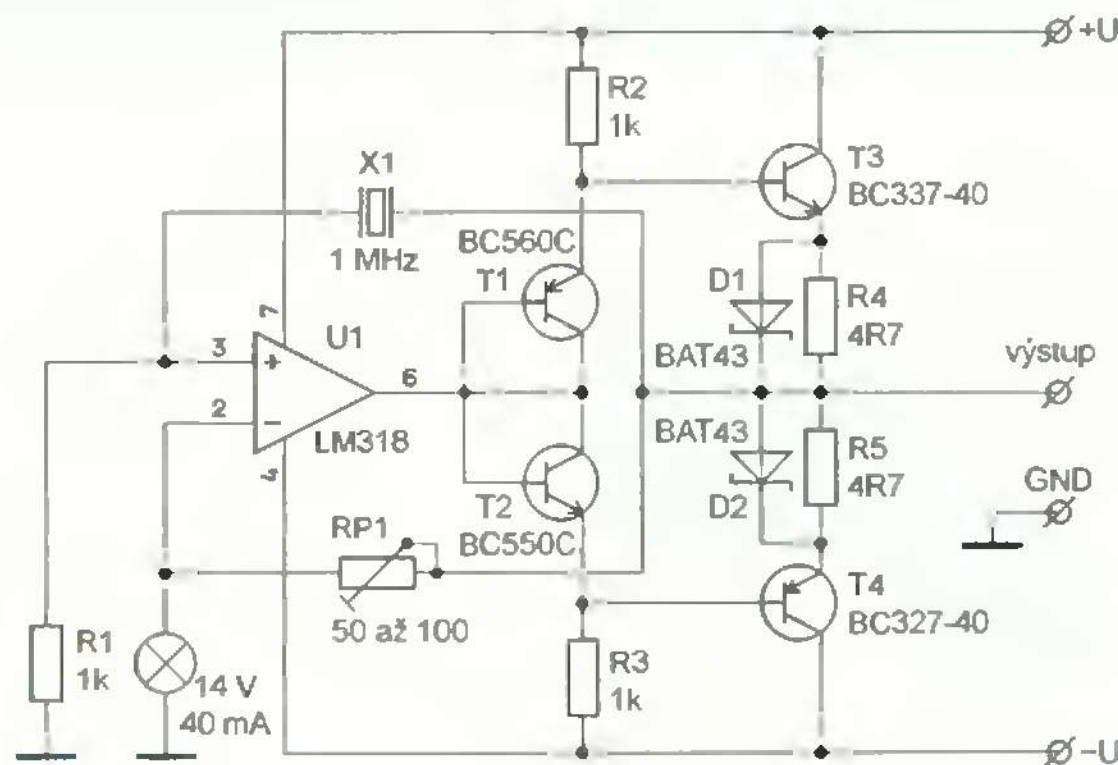 +U
R2
1k
X1
1 MHz
T3
BC337-40
BC560C
T1
D1
R4
4R7
7
U1
3
+
6
BAT43
výstup
2
−
LM318
4
BAT43
R5
4R7
GND
T2
BC550C
D2
RP1
50 až 100
T4
BC327-40
R1
1k
14 V
40 mA
R3
1k
−U